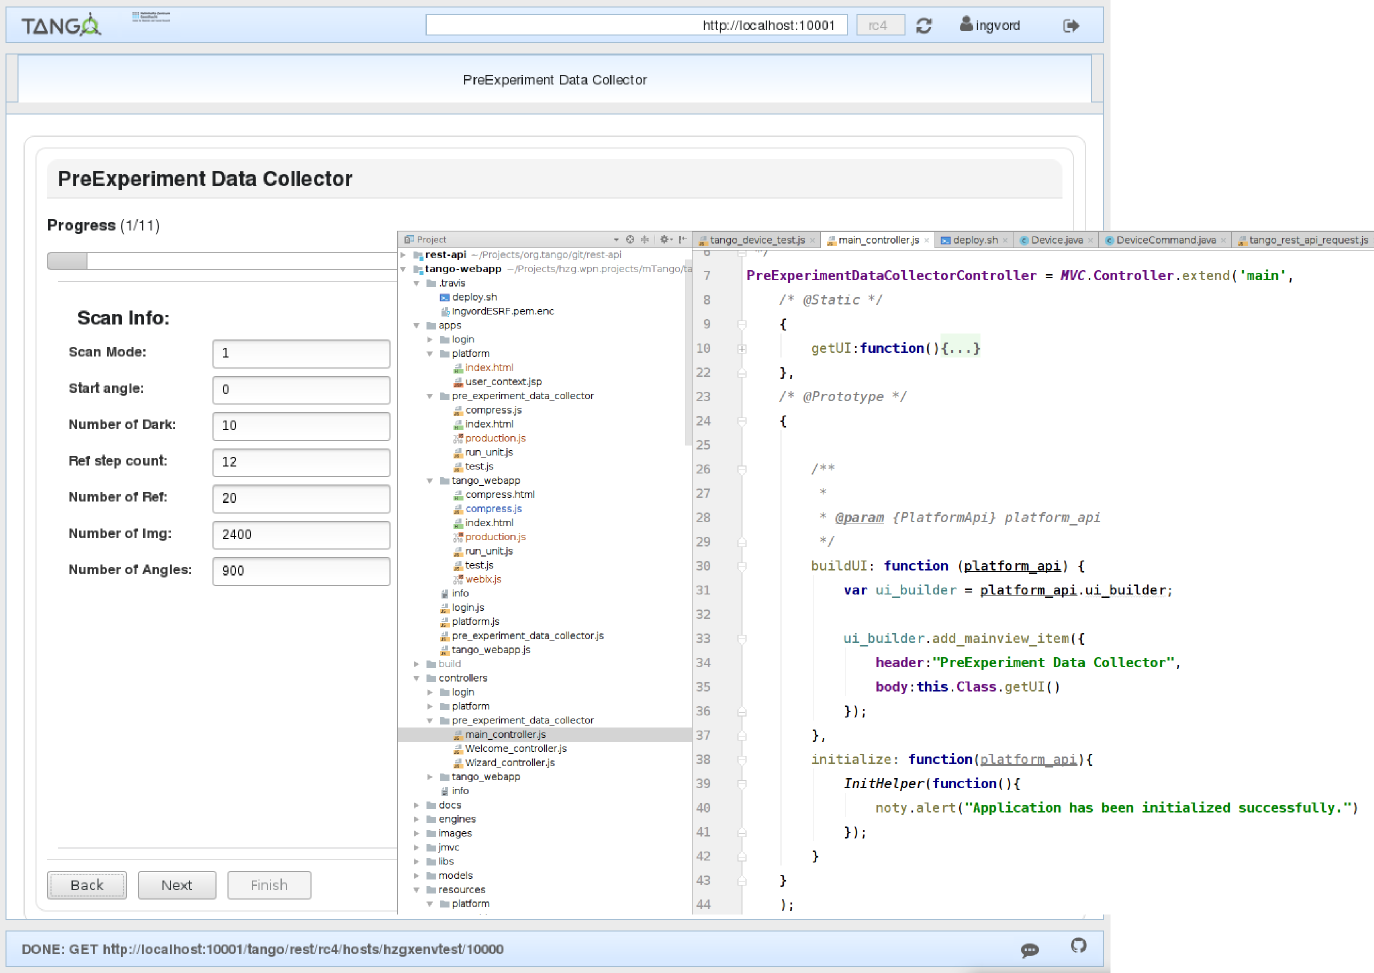 TANGO
http://localhost:10001
rc4
ingvord
PreExperiment Data Collector
PreExperiment Data Collector
Progress (1/11)
Scan Info:
Scan Mode: 1
Start angle: 0
Number of Dark: 10
Ref step count: 12
Number of Ref: 20
Number of Img: 2400
Number of Angles: 900
Back Next Finish
Project
rest-api ~/Projects/org.tango/git/rest-api
tango-webapp ~/Projects/hzg.wpn.projects/mTango/ta
.travis
deploy.sh
ingvordESRF.pem.enc
apps
login
platform
index.html
user_context.jsp
pre_experiment_data_collector
compress.js
index.html
production.js
run_unit.js
test.js
tango_webapp
compress.html
compress.js
index.html
production.js
run_unit.js
test.js
webix.js
info
login.js
platform.js
pre_experiment_data_collector.js
tango_webapp.js
build
controllers
login
platform
pre_experiment_data_collector
main_controller.js
Welcome_controller.js
Wizard_controller.js
tango_webapp
info
docs
engines
images
jmvc
libs
models
resources
platform
tango_device_test.js × main_controller.js × deploy.sh × Device.java × DeviceCommand.java × tango_rest_api_request.js
6 */
7 PreExperimentDataCollectorController = MVC.Controller.extend('main',
8 /* @Static */
9 {
10 getUI:function(){...}
22 },
23 /* @Prototype */
24 {
25
26 /**
27 *
28 * @param {PlatformApi} platform_api
29 */
30 buildUI: function (platform_api) {
31 var ui_builder = platform_api.ui_builder;
32
33 ui_builder.add_mainview_item({
34 header:"PreExperiment Data Collector",
35 body:this.Class.getUI()
36 });
37 },
38 initialize: function(platform_api){
39 InitHelper(function(){
40 noty.alert("Application has been initialized successfully.")
41 });
42 }
43 }
44 );
DONE: GET http://localhost:10001/tango/rest/rc4/hosts/hzgxenvtest/10000